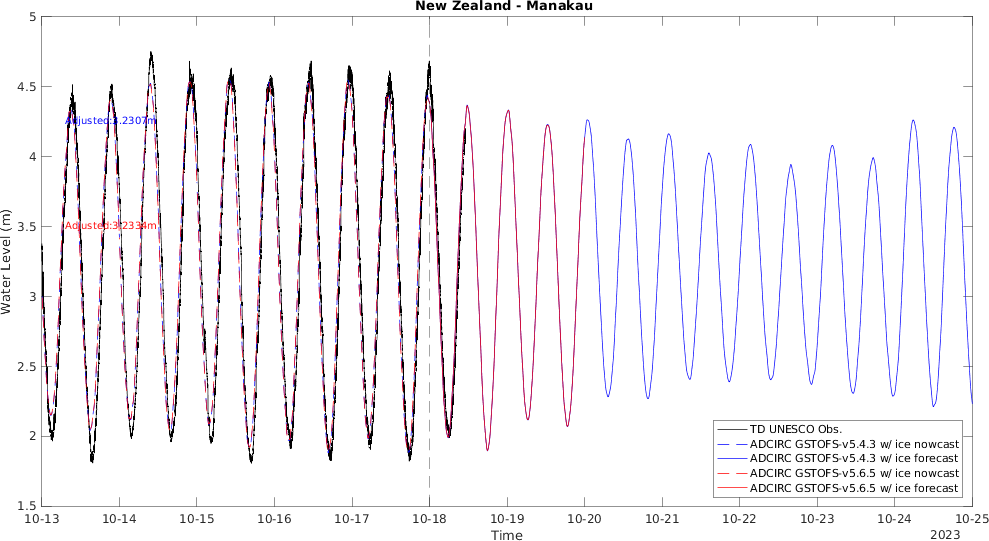 New Zealand - Manakau
5
4.5
4
3.5
3
2.5
2
1.5
Water Level (m)
Adjusted:3.2307m
Adjusted:3.2334m
TD UNESCO Obs.
ADCIRC GSTOFS-v5.4.3 w/ ice nowcast
ADCIRC GSTOFS-v5.4.3 w/ ice forecast
ADCIRC GSTOFS-v5.6.5 w/ ice nowcast
ADCIRC GSTOFS-v5.6.5 w/ ice forecast
10-13 10-14 10-15 10-16 10-17 10-18 10-19 10-20 10-21 10-22 10-23 10-24 10-25
Time
2023